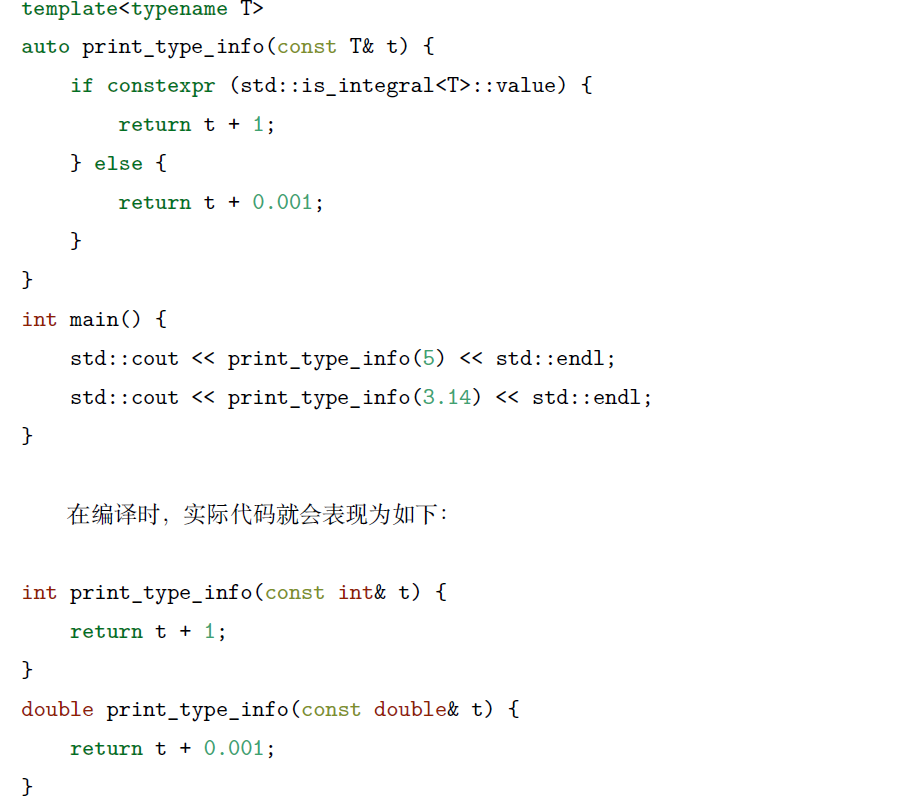 template<typename T>
auto print_type_info(const T& t) {
    if constexpr (std::is_integral<T>::value) {
        return t + 1;
    } else {
        return t + 0.001;
    }
}
int main() {
    std::cout << print_type_info(5) << std::endl;
    std::cout << print_type_info(3.14) << std::endl;
}
在编译时，实际代码就会表现为如下：
int print_type_info(const int& t) {
    return t + 1;
}
double print_type_info(const double& t) {
    return t + 0.001;
}